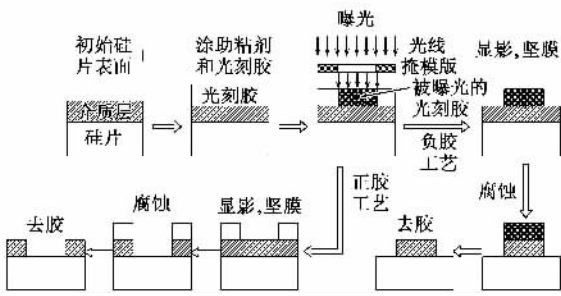 曝光
初始硅
片表面
涂助粘剂
和光刻胶
光线
掩模版
显影,坚膜
光刻胶
被曝光的
光刻胶
介质层
硅片
负胶
工艺
正胶
工艺
腐蚀
去胶
腐蚀
显影,坚膜
去胶